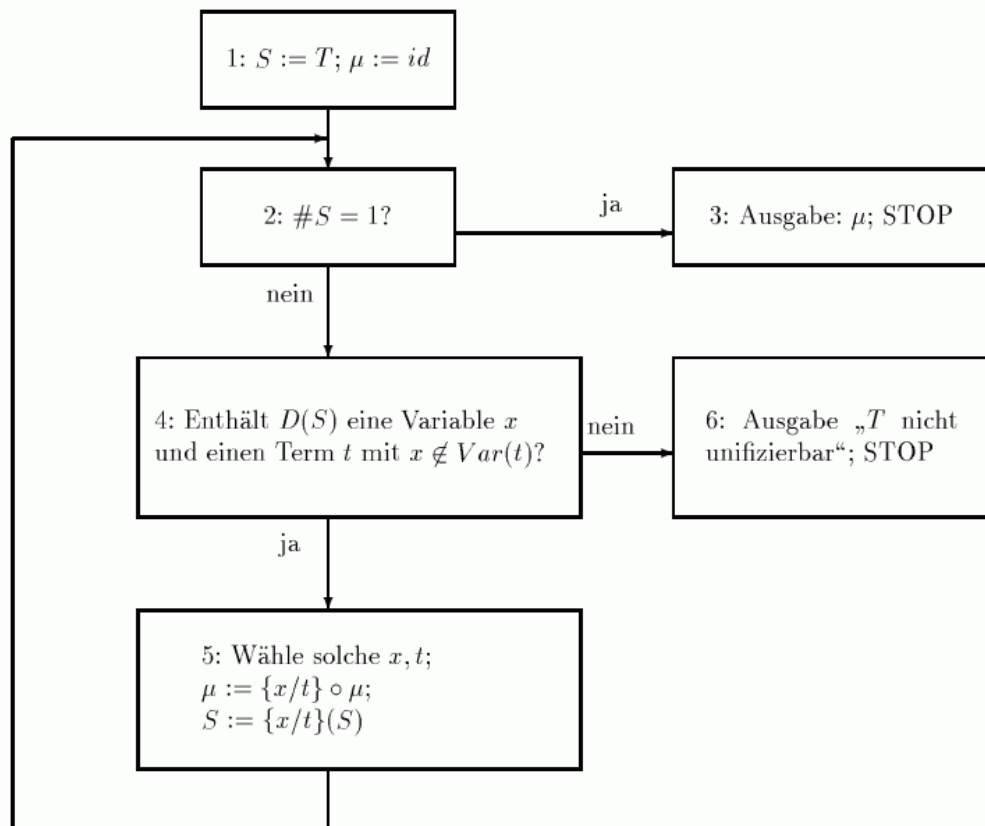 1: S := T; μ := id
2: #S = 1?
ja
3: Ausgabe: μ; STOP
nein
4: Enthält D(S) eine Variable x
und einen Term t mit x ∉ Var(t)?
nein
6: Ausgabe „T nicht
unifizierbar“; STOP
ja
5: Wähle solche x, t;
μ := {x/t} ∘ μ;
S := {x/t}(S)